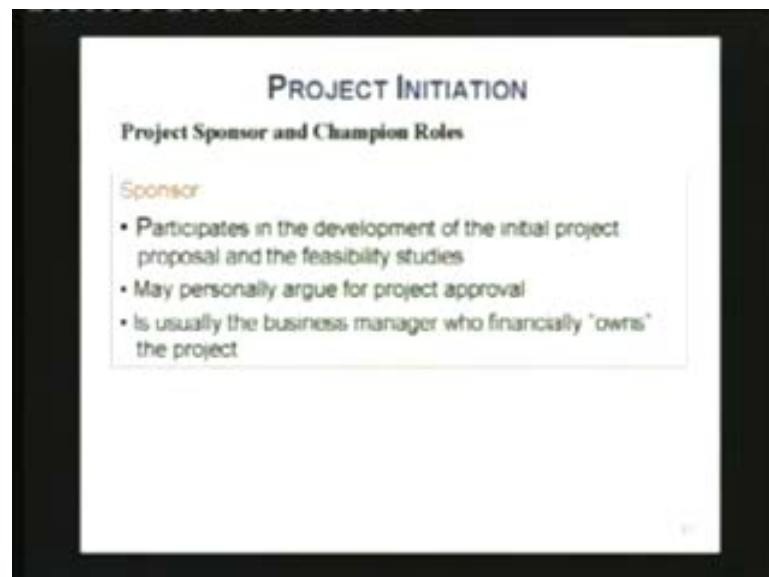 PROJECT INITIATION
Project Sponsor and Champion Roles
Sponsor
• Participates in the development of the initial project
proposal and the feasibility studies
• May personally argue for project approval
• Is usually the business manager who financially "owns"
the project